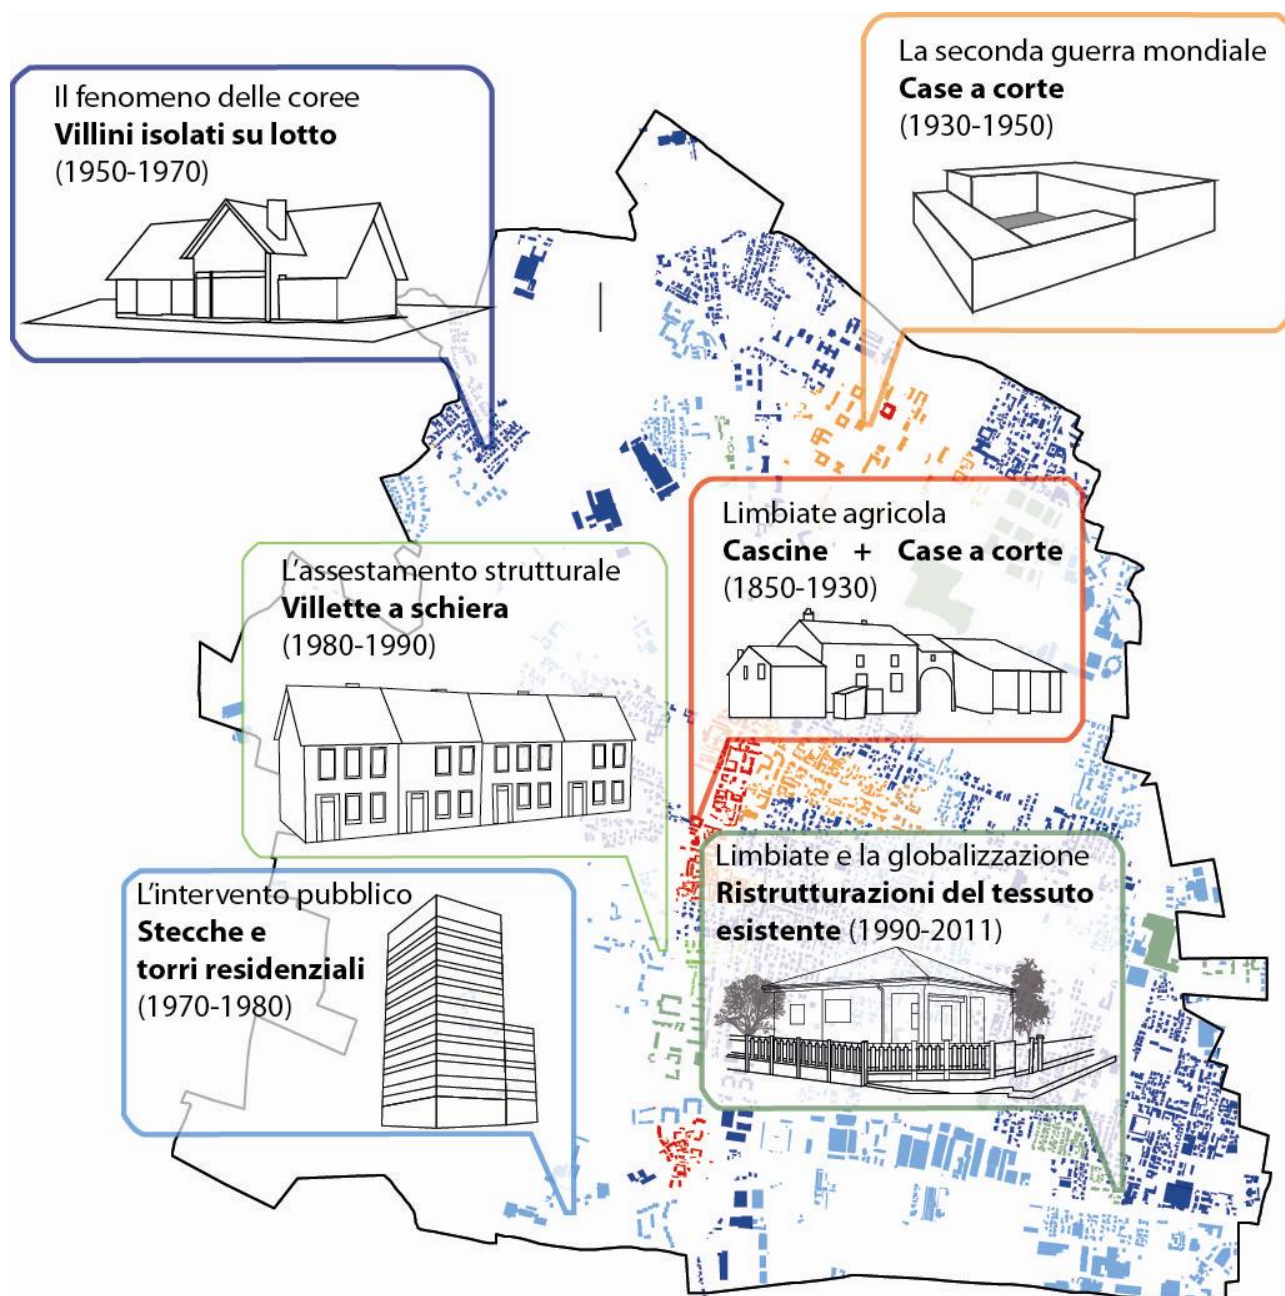 Il fenomeno delle coree
Villini isolati su lotto
(1950-1970)
La seconda guerra mondiale
Case a corte
(1930-1950)
Limbiate agricola
Cascine + Case a corte
(1850-1930)
L'assestamento strutturale
Villette a schiera
(1980-1990)
Limbiate e la globalizzazione
Ristrutturazioni del tessuto
esistente (1990-2011)
L'intervento pubblico
Stecche e
torri residenziali
(1970-1980)